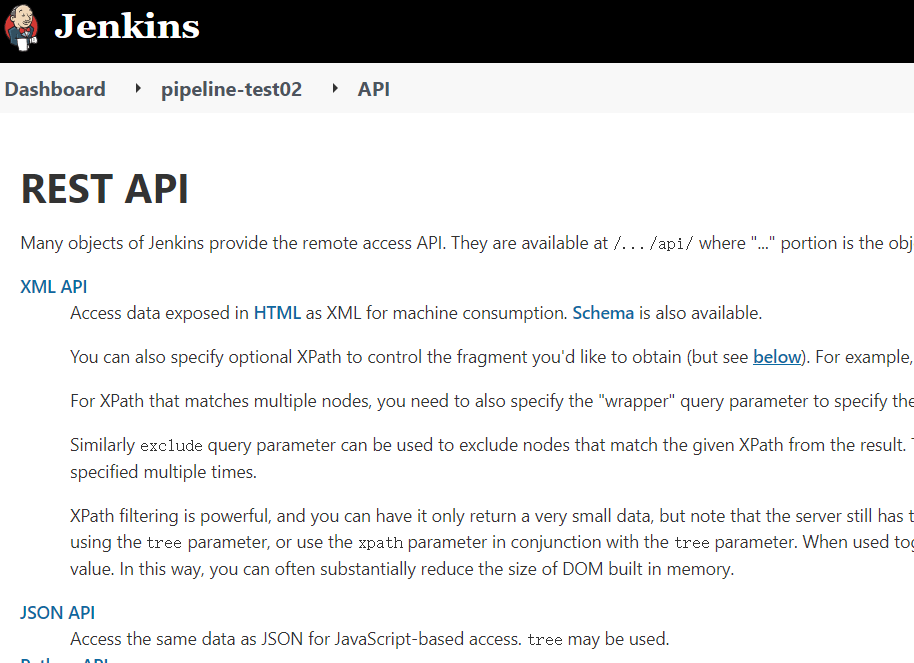 Jenkins
Dashboard pipeline-test02 API
REST API
Many objects of Jenkins provide the remote access API. They are available at /.../api/ where "..." portion is the
XML API
Access data exposed in HTML as XML for machine consumption. Schema is also available.
You can also specify optional XPath to control the fragment you'd like to obtain (but see below). For example,
For XPath that matches multiple nodes, you need to also specify the "wrapper" query parameter to specify the
Similarly exclude query parameter can be used to exclude nodes that match the given XPath from the result.
specified multiple times.
XPath filtering is powerful, and you can have it only return a very small data, but note that the server still has
using the tree parameter, or use the xpath parameter in conjunction with the tree parameter. When used
value. In this way, you can often substantially reduce the size of DOM built in memory.
JSON API
Access the same data as JSON for JavaScript-based access. tree may be used.